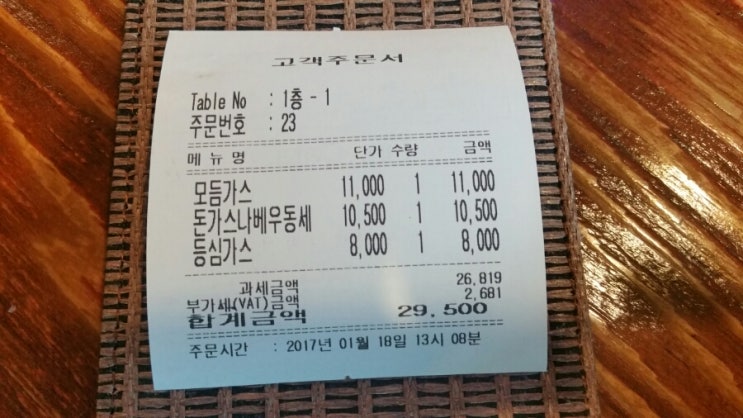 고객주문서
Table No : 1층 - 1
주문번호 : 23
메 뉴 명 단가 수량 금액
모듬가스 11,000 1 11,000
돈가스나베우동세 10,500 1 10,500
등심가스 8,000 1 8,000
과세금액 26,819
부가세(VAT)금액 2,681
합계금액 29,500
주문시간 : 2017년 01월 18일 13시 08분